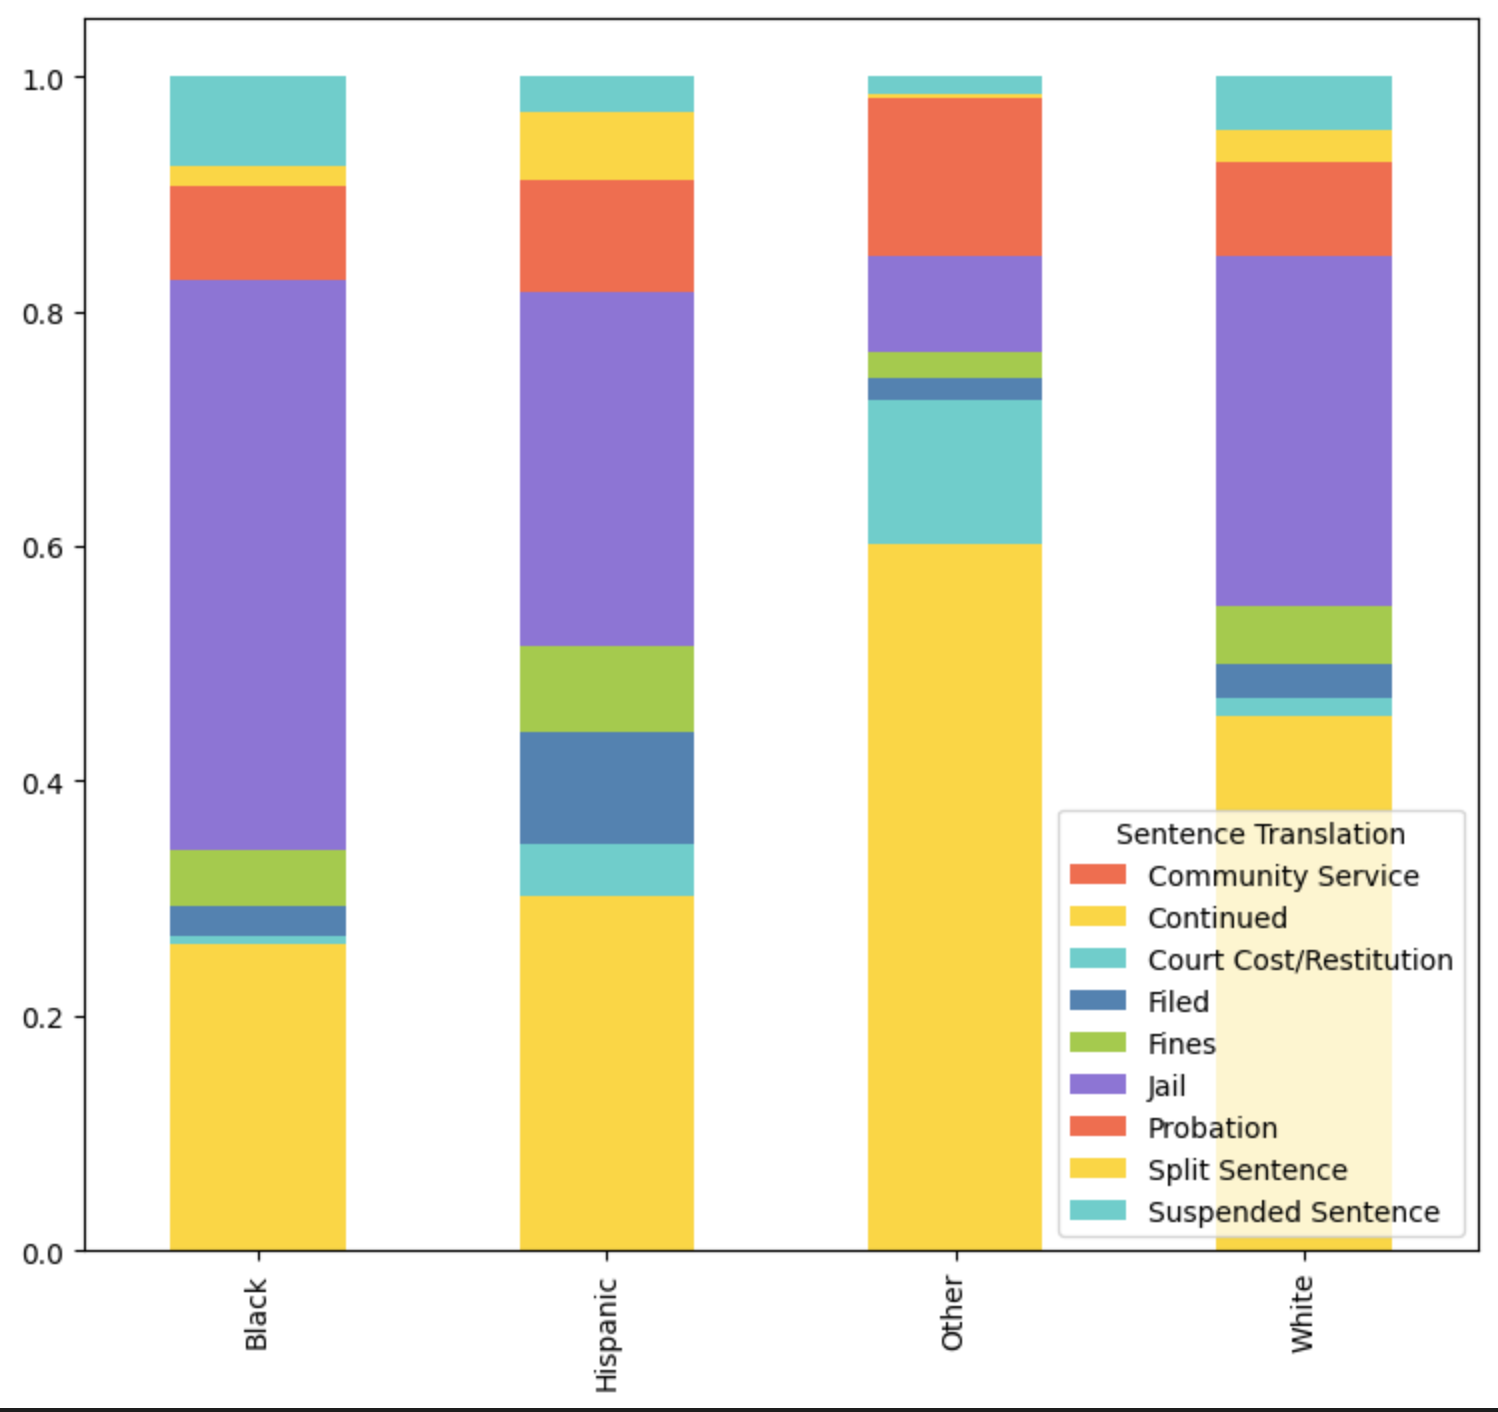 1.0
0.8
0.6
0.4
0.2
0.0
Sentence Translation
Community Service
Continued
Court Cost/Restitution
Filed
Fines
Jail
Probation
Split Sentence
Suspended Sentence
Black
Hispanic
Other
White